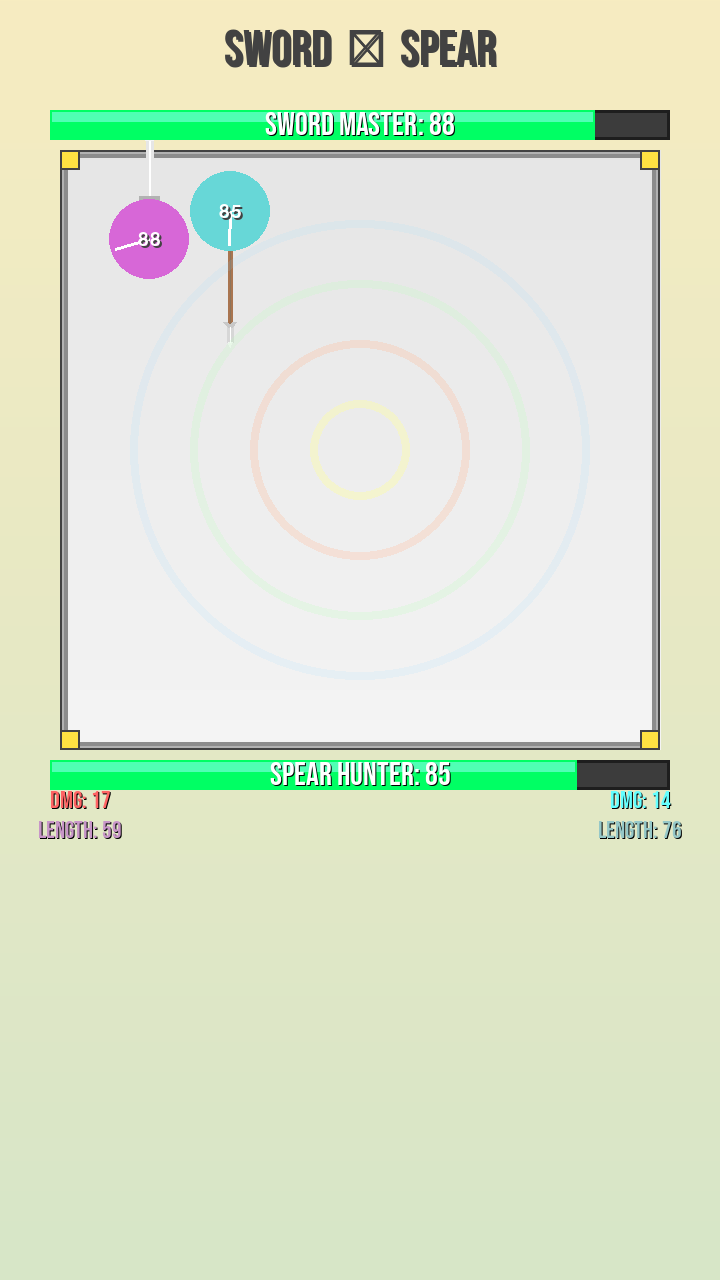 SWORD ☒ SPEAR
SWORD MASTER: 88
85
88
SPEAR HUNTER: 85
DMG: 17
DMG: 14
LENGTH: 59
LENGTH: 76